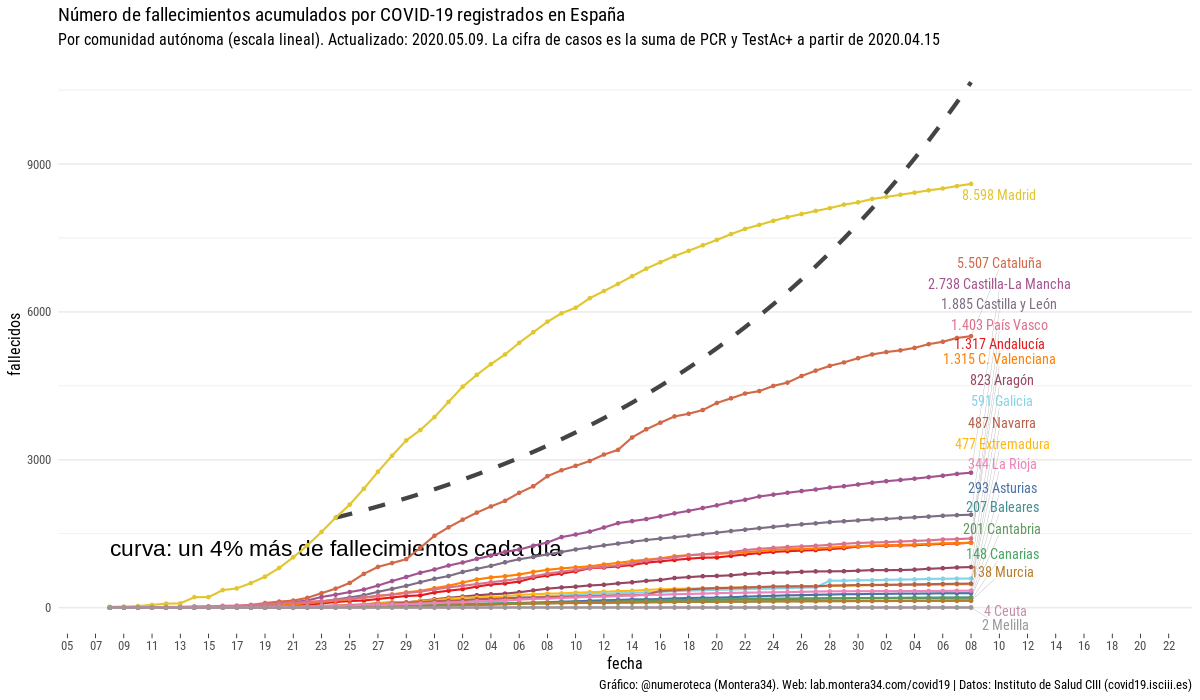 Número de fallecimientos acumulados por COVID-19 registrados en España
Por comunidad autónoma (escala lineal). Actualizado: 2020.05.09. La cifra de casos es la suma de PCR y TestAc+ a partir de 2020.04.15
9000
6000
3000
0
fallecidos
8.598 Madrid
5.507 Cataluña
2.738 Castilla-La Mancha
1.885 Castilla y León
1.403 País Vasco
1.317 Andalucía
1.315 C. Valenciana
823 Aragón
591 Galicia
487 Navarra
477 Extremadura
344 La Rioja
293 Asturias
207 Baleares
201 Cantabria
148 Canarias
138 Murcia
4 Ceuta
2 Melilla
curva: un 4% más de fallecimientos cada día
05 07 09 11 13 15 17 19 21 23 25 27 29 31 02 04 06 08 10 12 14 16 18 20 22 24 26 28 30 02 04 06 08 10 12 14 16 18 20 22
fecha
Gráfico: @numeroteca (Montera34). Web: lab.montera34.com/covid19 | Datos: Instituto de Salud CIII (covid19.isciii.es)